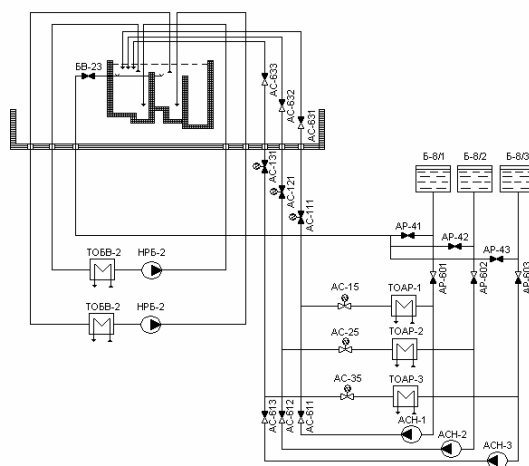 БВ-23
АС-633
АС-632
АС-631
АС-131
АС-121
АС-111
Б-8/1
Б-8/2
Б-8/3
АР-41
АР-42
АР-43
ТОБВ-2
НРБ-2
ТОБВ-2
НРБ-2
АР-601
АР-602
АР-603
АС-15
ТОАР-1
АС-25
ТОАР-2
АС-35
ТОАР-3
АС-613
АС-612
АС-611
АСН-1
АСН-2
АСН-3